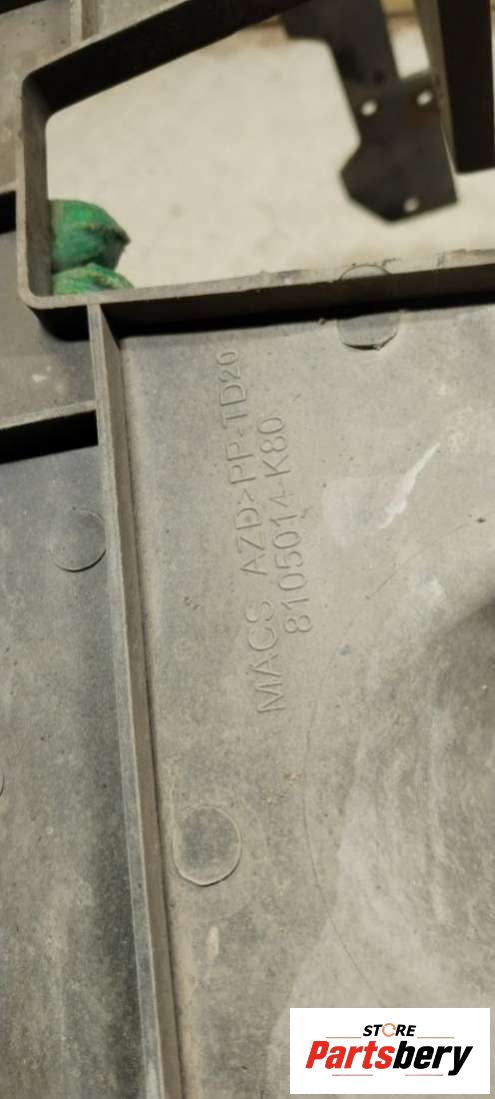 MACS AZD>PP-TD20
8105014-K80
STORE
Partsbery